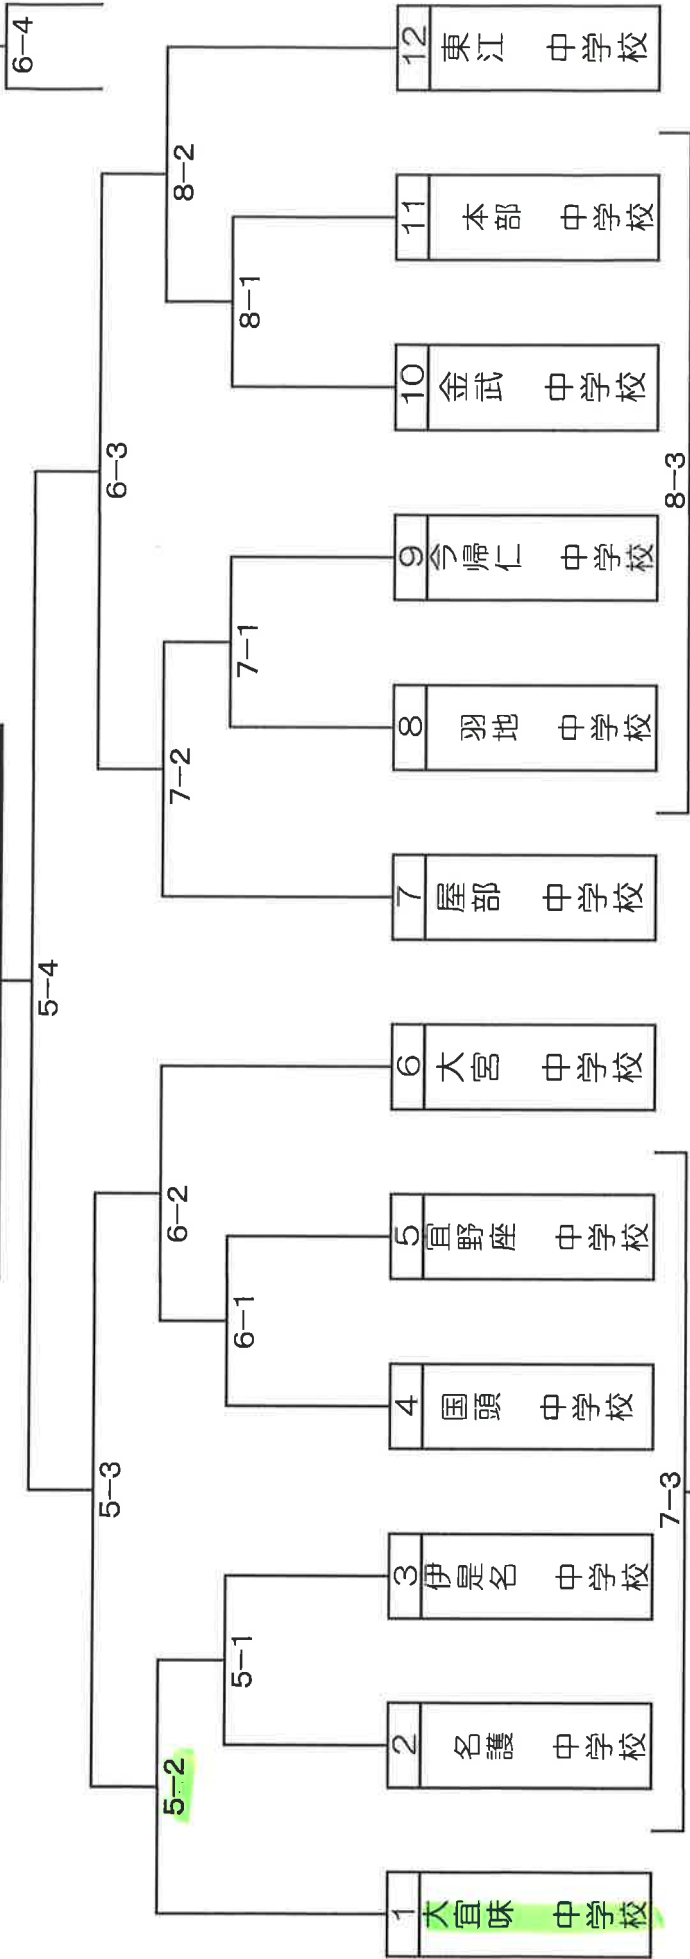 6-4
5-4
5-3
6-3
5-2
6-2
7-2
8-2
5-1
6-1
7-1
8-1
1 大宜味 中学校
2 名護 中学校
3 伊是名 中学校
4 国頭 中学校
5 宜野座 中学校
6 大宮 中学校
7 屋部 中学校
8 羽地 中学校
9 今帰仁 中学校
10 金武 中学校
11 本部 中学校
12 東江 中学校
7-3
8-3